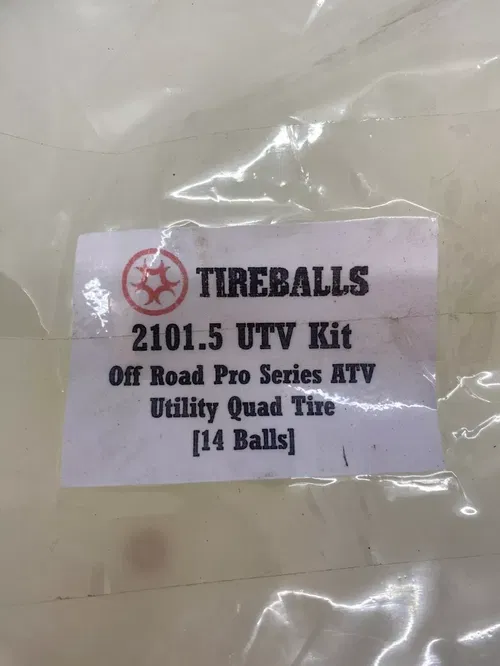 TIREBALLS
2101.5 UTV Kit
Off Road Pro Series ATV
Utility Quad Tire
[14 Balls]